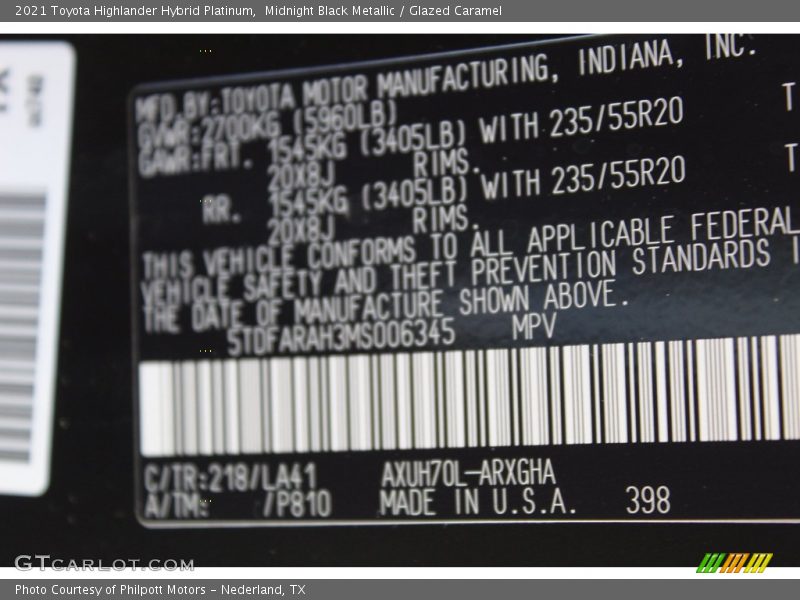 2021 Toyota Highlander Hybrid Platinum, Midnight Black Metallic / Glazed Caramel
MFD BY:TOYOTA MOTOR MANUFACTURING, INDIANA, INC.
GVWR:2700KG (5960LB)
GAWR:FRT. 1545KG (3405LB) WITH 235/55R20 T
20X8J RIMS.
RR. 1545KG (3405LB) WITH 235/55R20 T
20X8J RIMS.
THIS VEHICLE CONFORMS TO ALL APPLICABLE FEDERAL
VEHICLE SAFETY AND THEFT PREVENTION STANDARDS I
THE DATE OF MANUFACTURE SHOWN ABOVE.
5TDFARAH3MS006345 MPV
C/TR:218/LA41 AXUH70L-ARXGHA
A/TM: /P810 MADE IN U.S.A. 398
GTCARLOT.COM
Photo Courtesy of Philpott Motors - Nederland, TX